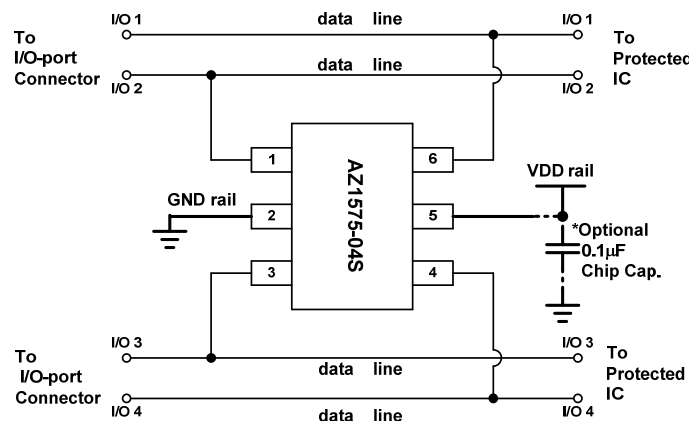 I/O 1 data line I/O 1
To
I/O-port
Connector
To
Protected
IC
I/O 2 data line I/O 2
1
6
AZ1575-04S
VDD rail
GND rail
2
5
*Optional
0.1µF
Chip Cap.
3
4
I/O 3 data line I/O 3
To
I/O-port
Connector
To
Protected
IC
I/O 4 data line I/O 4